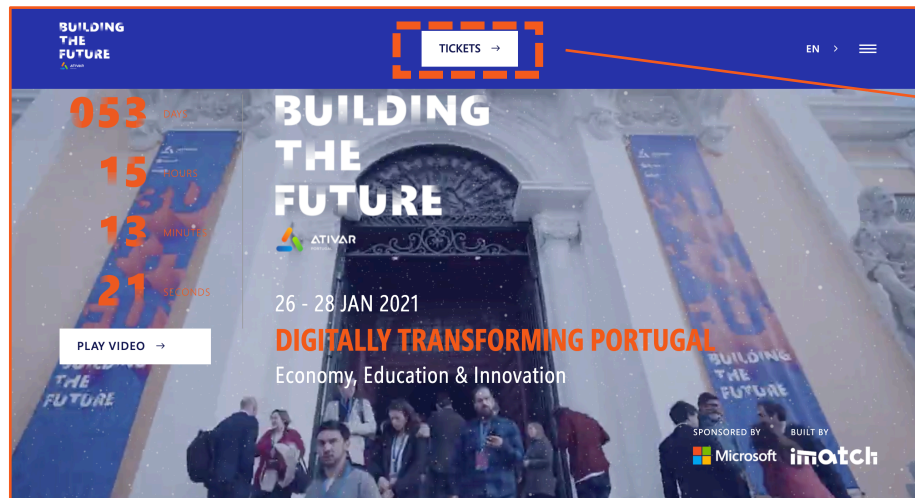 BUILDING
THE
FUTURE
ATIVAR
TICKETS →
EN >
053 DAYS
15 HOURS
13 MINUTES
21 SECONDS
PLAY VIDEO →
BUILDING
THE
FUTURE
ATIVAR
PORTUGAL
26 - 28 JAN 2021
DIGITALLY TRANSFORMING PORTUGAL
Economy, Education & Innovation
BUILDING
THE
FUTURE
BUILDING
THE
FUTURE
SPONSORED BY
Microsoft
BUILT BY
imatch